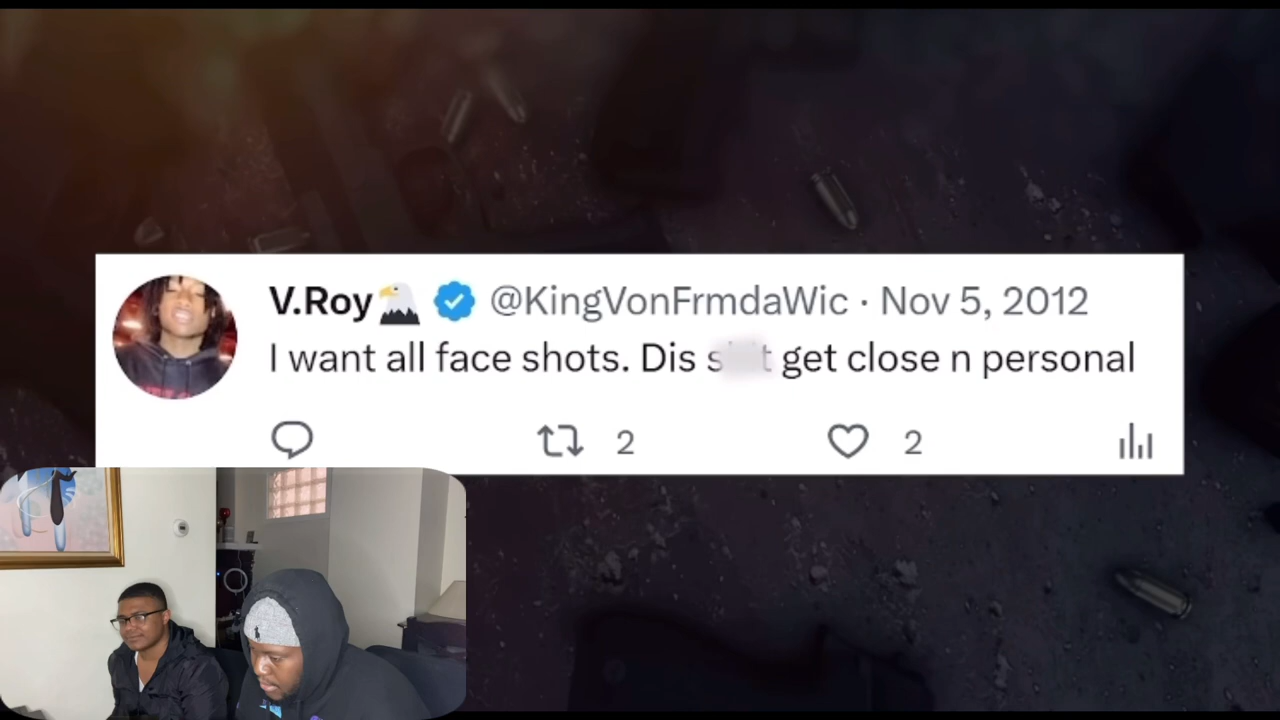 V.Roy🦅 @KingVonFrmdaWic · Nov 5, 2012
I want all face shots. Dis s t get close n personal
2 2